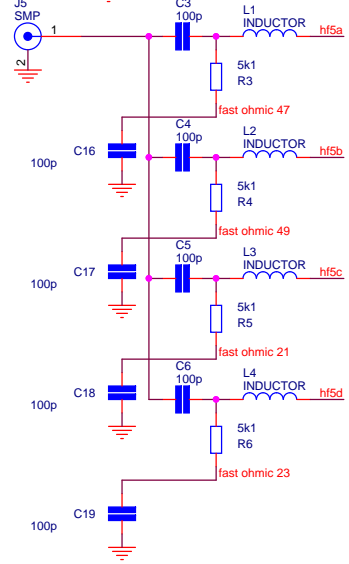 J5
SMP
1
2
C3
100p
L1
INDUCTOR
hf5a
5k1
R3
fast ohmic 47
C16
100p
C4
100p
L2
INDUCTOR
hf5b
5k1
R4
fast ohmic 49
C17
100p
C5
100p
L3
INDUCTOR
hf5c
5k1
R5
fast ohmic 21
C18
100p
C6
100p
L4
INDUCTOR
hf5d
5k1
R6
fast ohmic 23
C19
100p